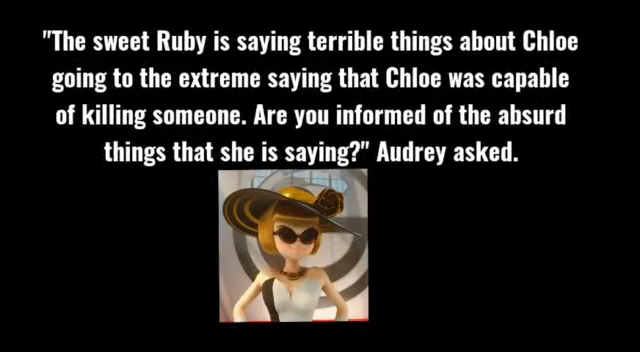 "The sweet Ruby is saying terrible things about Chloe
going to the extreme saying that Chloe was capable
of killing someone. Are you informed of the absurd
things that she is saying?" Audrey asked.